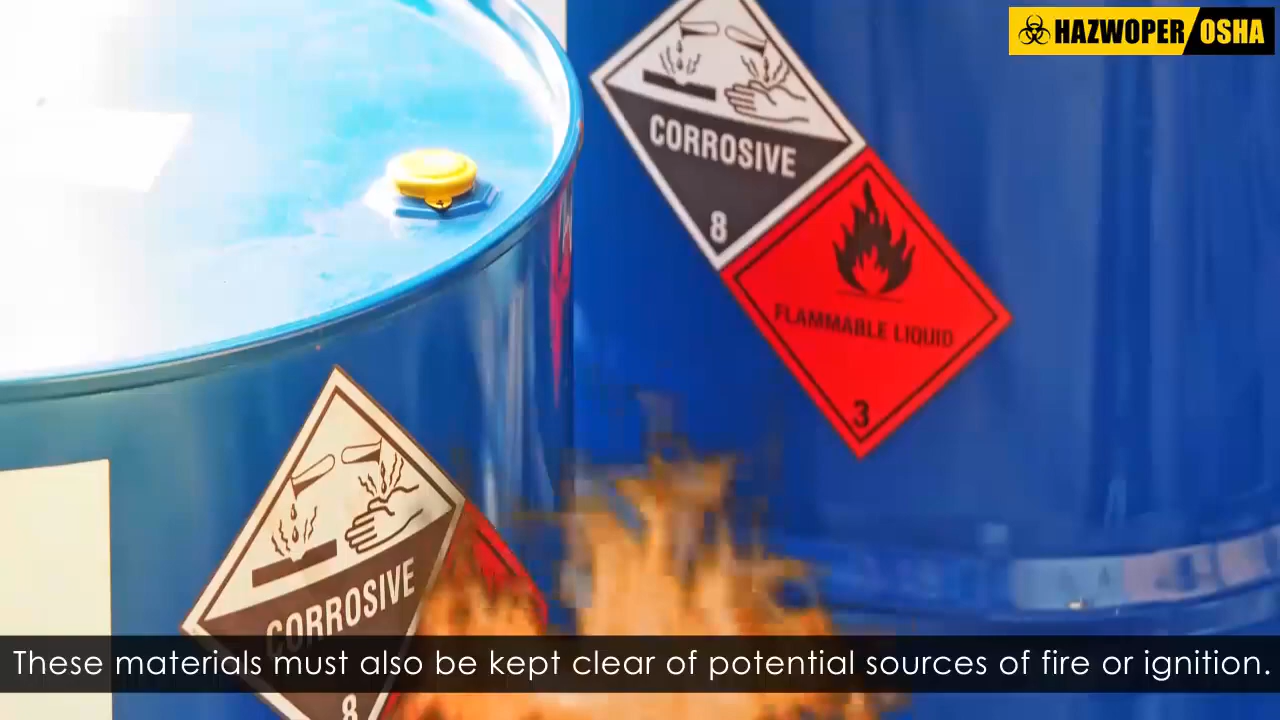 HAZWOPER OSHA
CORROSIVE
8
FLAMMABLE LIQUID
3
CORROSIVE
8
These materials must also be kept clear of potential sources of fire or ignition.